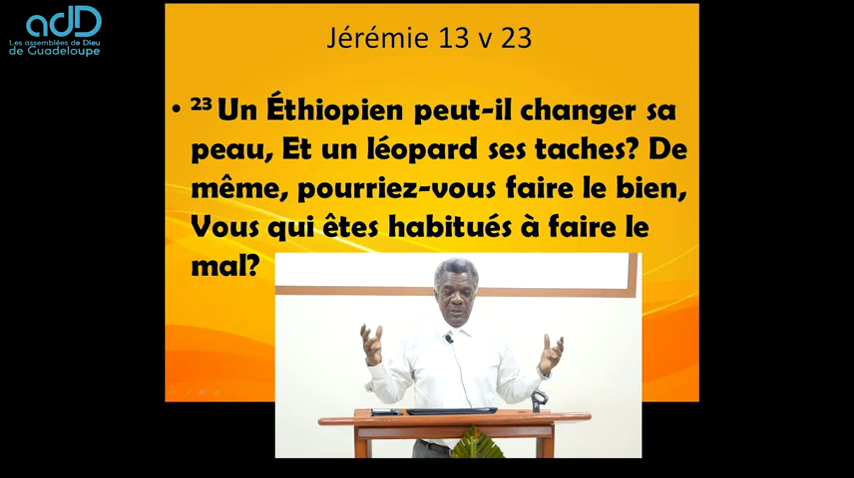 adD
Les assemblées de Dieu
de Guadeloupe
Jérémie 13 v 23
• 23 Un Éthiopien peut-il changer sa
peau, Et un léopard ses taches? De
même, pourriez-vous faire le bien,
Vous qui êtes habitués à faire le
mal?